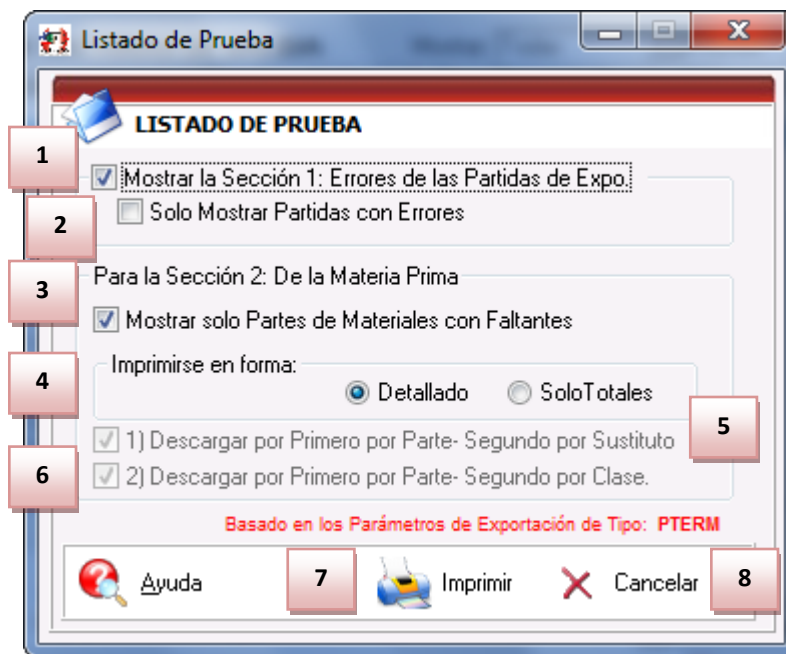 Listado de Prueba
LISTADO DE PRUEBA
1
Mostrar la Sección 1: Errores de las Partidas de Expo.
2
Solo Mostrar Partidas con Errores
3
Para la Sección 2: De la Materia Prima
Mostrar solo Partes de Materiales con Faltantes
4
Imprimirse en forma:
Detallado
SoloTotales
5
1) Descargar por Primero por Parte- Segundo por Sustituto
6
2) Descargar por Primero por Parte- Segundo por Clase.
Basado en los Parámetros de Exportación de Tipo: PTERM
Ayuda
7
Imprimir
Cancelar
8